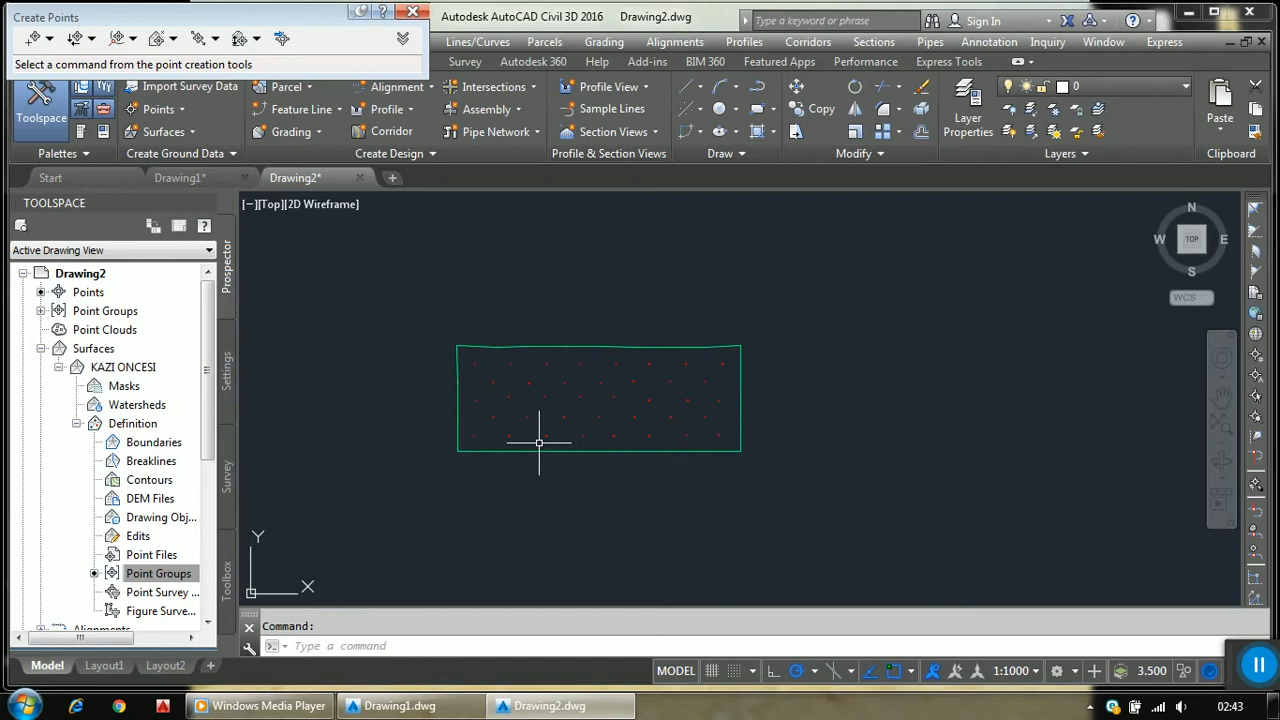 Create Points
Autodesk AutoCAD Civil 3D 2016 Drawing2.dwg
Type a keyword or phrase
Sign In
Select a command from the point creation tools
Lines/Curves Parcels Grading Alignments Profiles Corridors Sections Pipes Annotation Inquiry Window Express
Survey Autodesk 360 Help Add-ins BIM 360 Featured Apps Performance Express Tools
Toolspace
Import Survey Data
Points
Surfaces
Parcel
Feature Line
Grading
Alignment
Profile
Corridor
Intersections
Assembly
Pipe Network
Profile View
Sample Lines
Section Views
Copy
0
Layer
Properties
Paste
Palettes Create Ground Data Create Design Profile & Section Views Draw Modify Layers Clipboard
Start Drawing1* Drawing2*
TOOLSPACE
Active Drawing View
Drawing2
Points
Point Groups
Point Clouds
Surfaces
KAZI ONCESI
Masks
Watersheds
Definition
Boundaries
Breaklines
Contours
DEM Files
Drawing Obj...
Edits
Point Files
Point Groups
Point Survey ...
Figure Surve...
Alignments
Prospector
Settings
Survey
Toolbox
[−][Top][2D Wireframe]
N
W TOP E
S
WCS
Y
X
Command:
Type a command
Model Layout1 Layout2
MODEL 1:1000 3.500
Windows Media Player Drawing1.dwg Drawing2.dwg 02:43